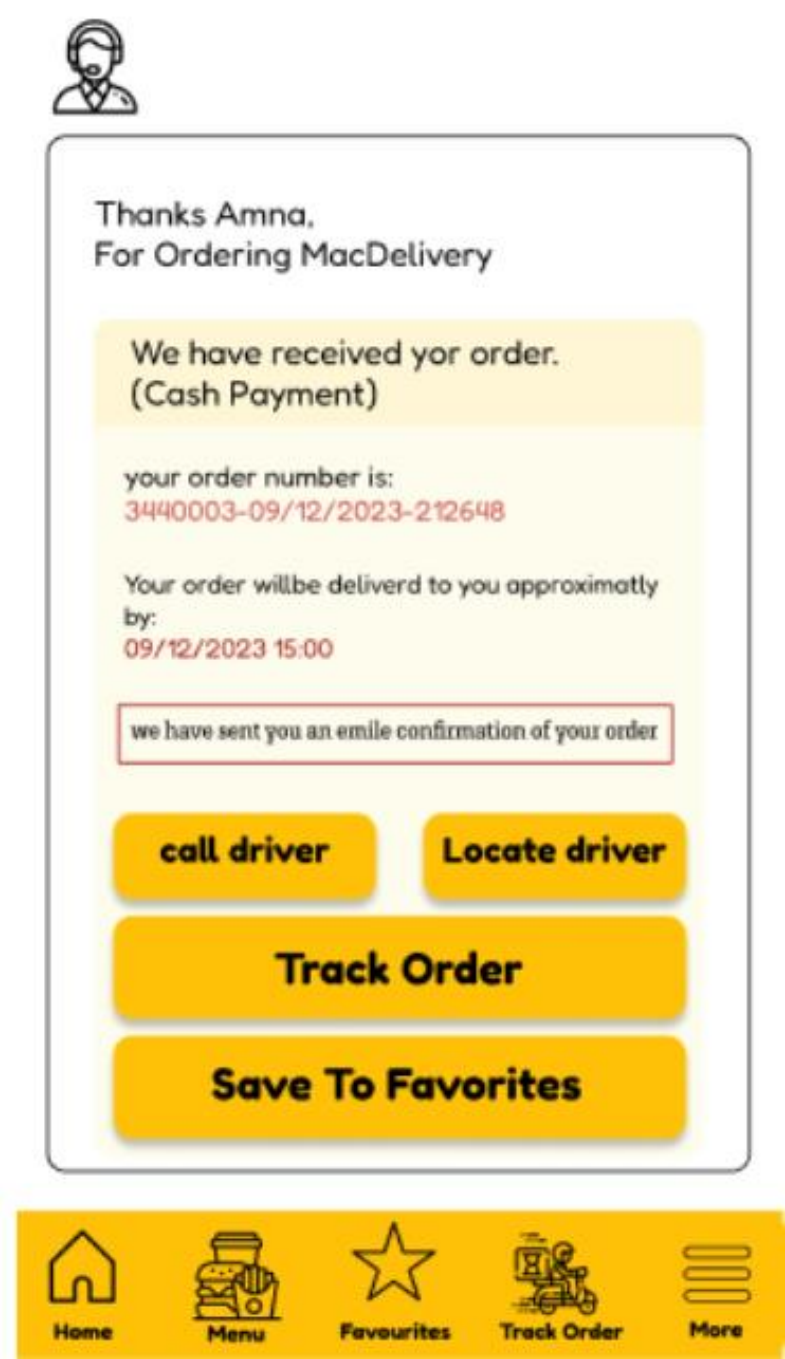 Thanks Amna,
For Ordering MacDelivery
We have received yor order.
(Cash Payment)
your order number is:
3440003-09/12/2023-212648
Your order willbe deliverd to you approximatly
by:
09/12/2023 15:00
we have sent you an emile confirmation of your order
call driver
Locate driver
Track Order
Save To Favorites
Home
Menu
Favourites
Track Order
More